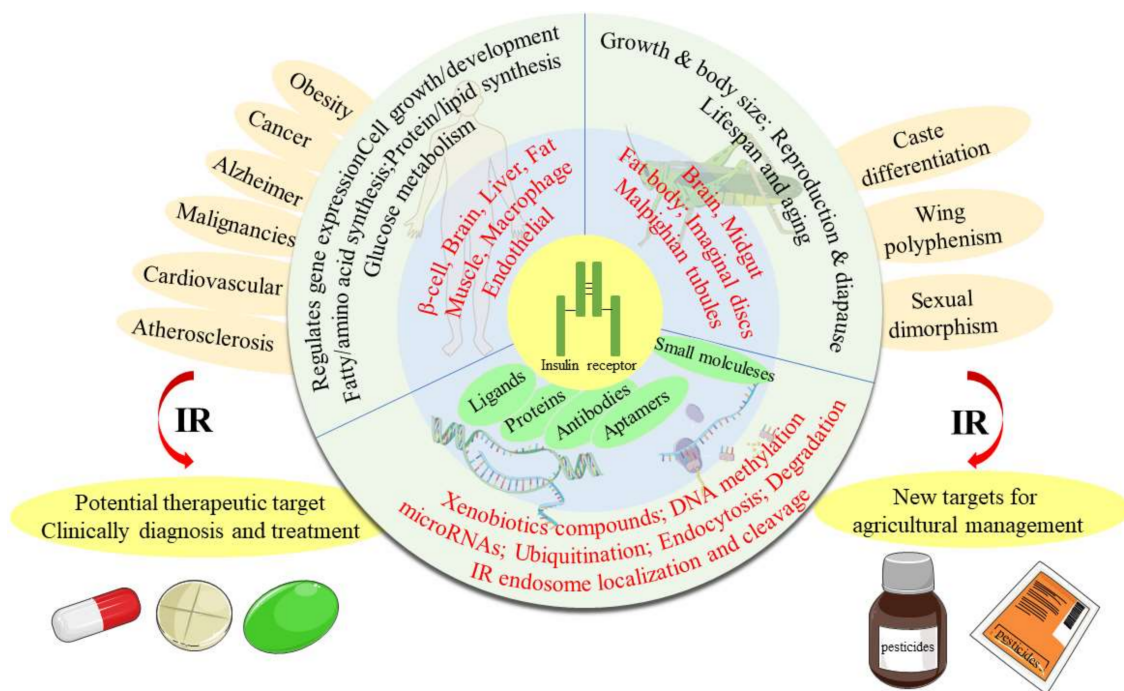 Obesity
Cancer
Alzheimer
Malignancies
Cardiovascular
Atherosclerosis
IR
Potential therapeutic target
Clinically diagnosis and treatment
Regulates gene expressionCell growth/development
Fatty/amino acid synthesis;Protein/lipid synthesis
Glucose metabolism
β-cell, Brain, Liver, Fat
Muscle, Macrophage
Endothelial
Growth & body size; Reproduction & diapause
Lifespan and aging
Brain, Midgut
Fat body; Imaginal discs
Malpighian tubules
Insulin receptor
Ligands
Proteins
Antibodies
Aptamers
Small molculeses
Xenobiotics compounds; DNA methylation
microRNAs; Ubiquitination; Endocytosis; Degradation
IR endosome localization and cleavage
Caste
differentiation
Wing
polyphenism
Sexual
dimorphism
IR
New targets for
agricultural management
pesticides
pesticides